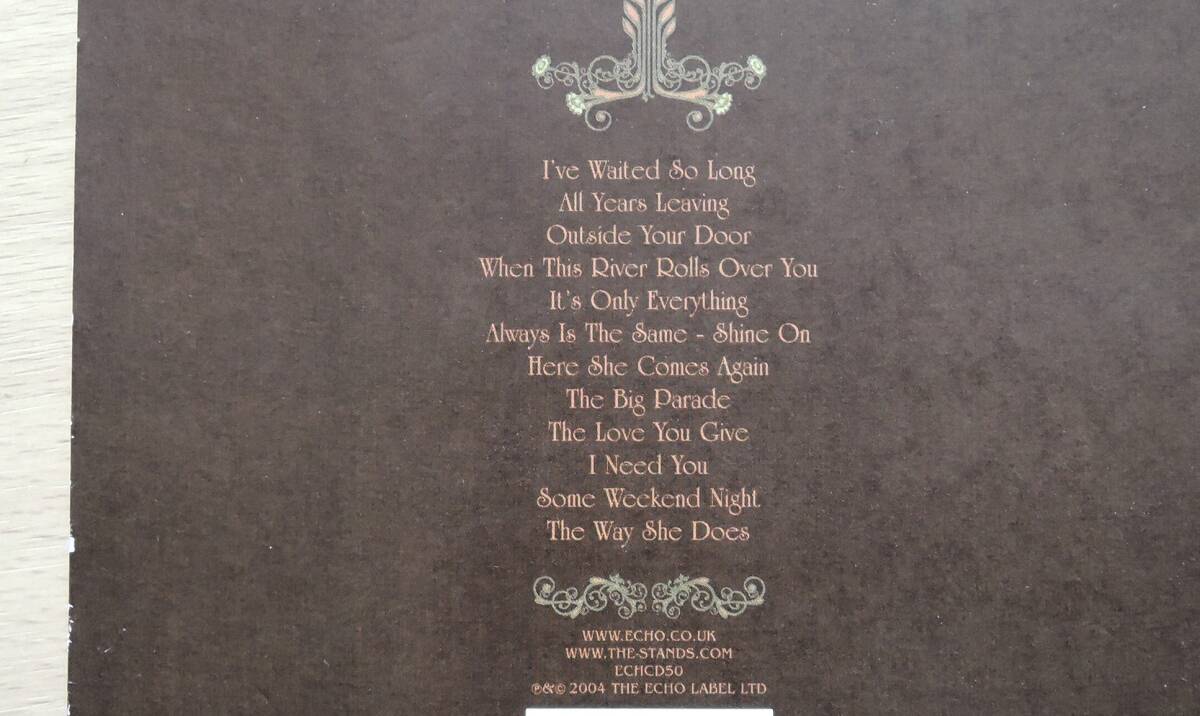 I've Waited So Long
All Years Leaving
Outside Your Door
When This River Rolls Over You
It's Only Everything
Always Is The Same - Shine On
Here She Comes Again
The Big Parade
The Love You Give
I Need You
Some Weekend Night
The Way She Does
WWW.ECHO.CO.UK
WWW.THE-STANDS.COM
ECHCD50
℗&© 2004 THE ECHO LABEL LTD